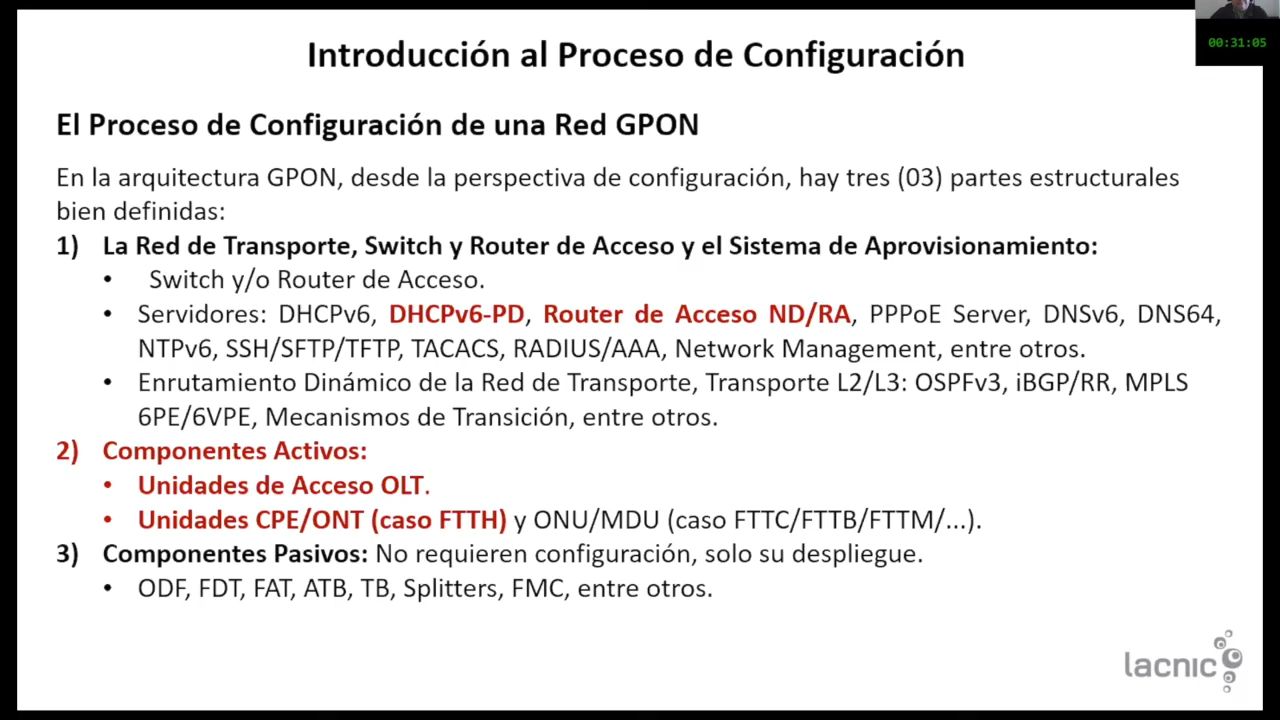 00:31:05
Introducción al Proceso de Configuración
El Proceso de Configuración de una Red GPON
En la arquitectura GPON, desde la perspectiva de configuración, hay tres (03) partes estructurales
bien definidas:
1) La Red de Transporte, Switch y Router de Acceso y el Sistema de Aprovisionamiento:
• Switch y/o Router de Acceso.
• Servidores: DHCPv6, DHCPv6-PD, Router de Acceso ND/RA, PPPoE Server, DNSv6, DNS64,
NTPv6, SSH/SFTP/TFTP, TACACS, RADIUS/AAA, Network Management, entre otros.
• Enrutamiento Dinámico de la Red de Transporte, Transporte L2/L3: OSPFv3, iBGP/RR, MPLS
6PE/6VPE, Mecanismos de Transición, entre otros.
2) Componentes Activos:
• Unidades de Acceso OLT.
• Unidades CPE/ONT (caso FTTH) y ONU/MDU (caso FTTC/FTTB/FTTM/...).
3) Componentes Pasivos: No requieren configuración, solo su despliegue.
• ODF, FDT, FAT, ATB, TB, Splitters, FMC, entre otros.
lacnic